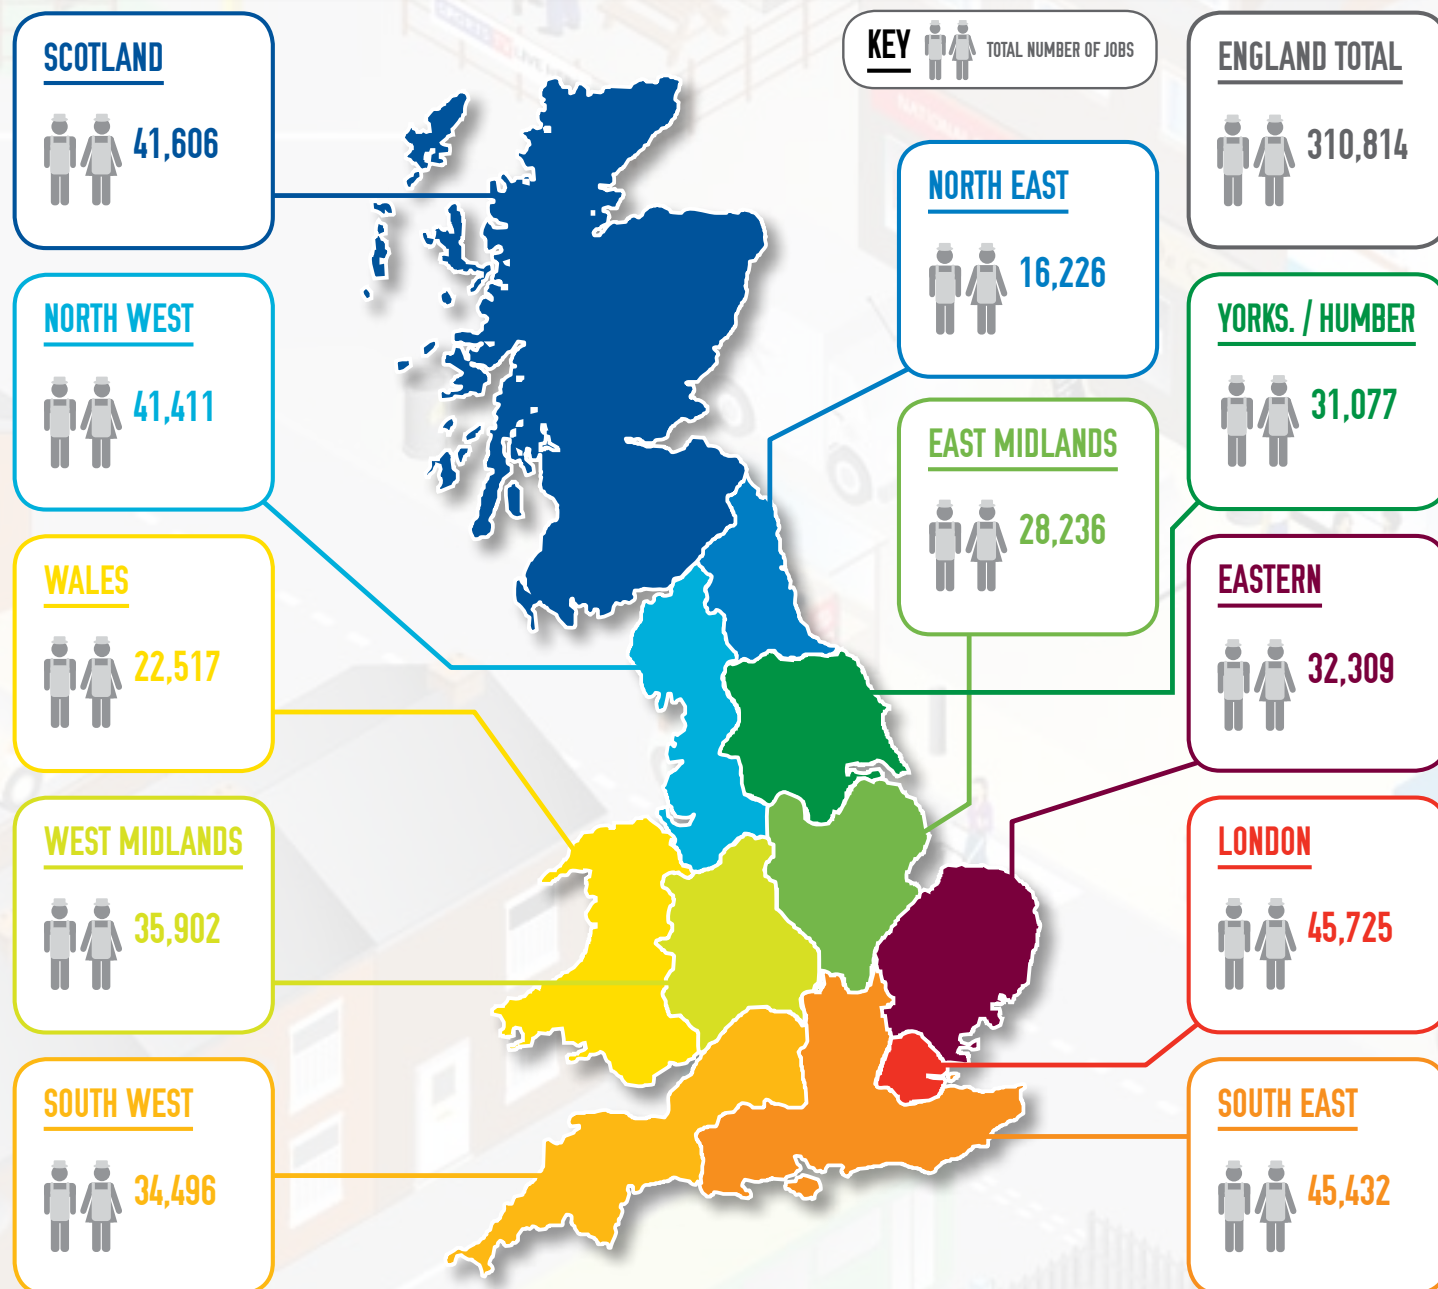 SCOTLAND
41,606
KEY
TOTAL NUMBER OF JOBS
ENGLAND TOTAL
310,814
NORTH EAST
16,226
NORTH WEST
41,411
YORKS. / HUMBER
31,077
EAST MIDLANDS
28,236
WALES
22,517
EASTERN
32,309
WEST MIDLANDS
35,902
LONDON
45,725
SOUTH WEST
34,496
SOUTH EAST
45,432